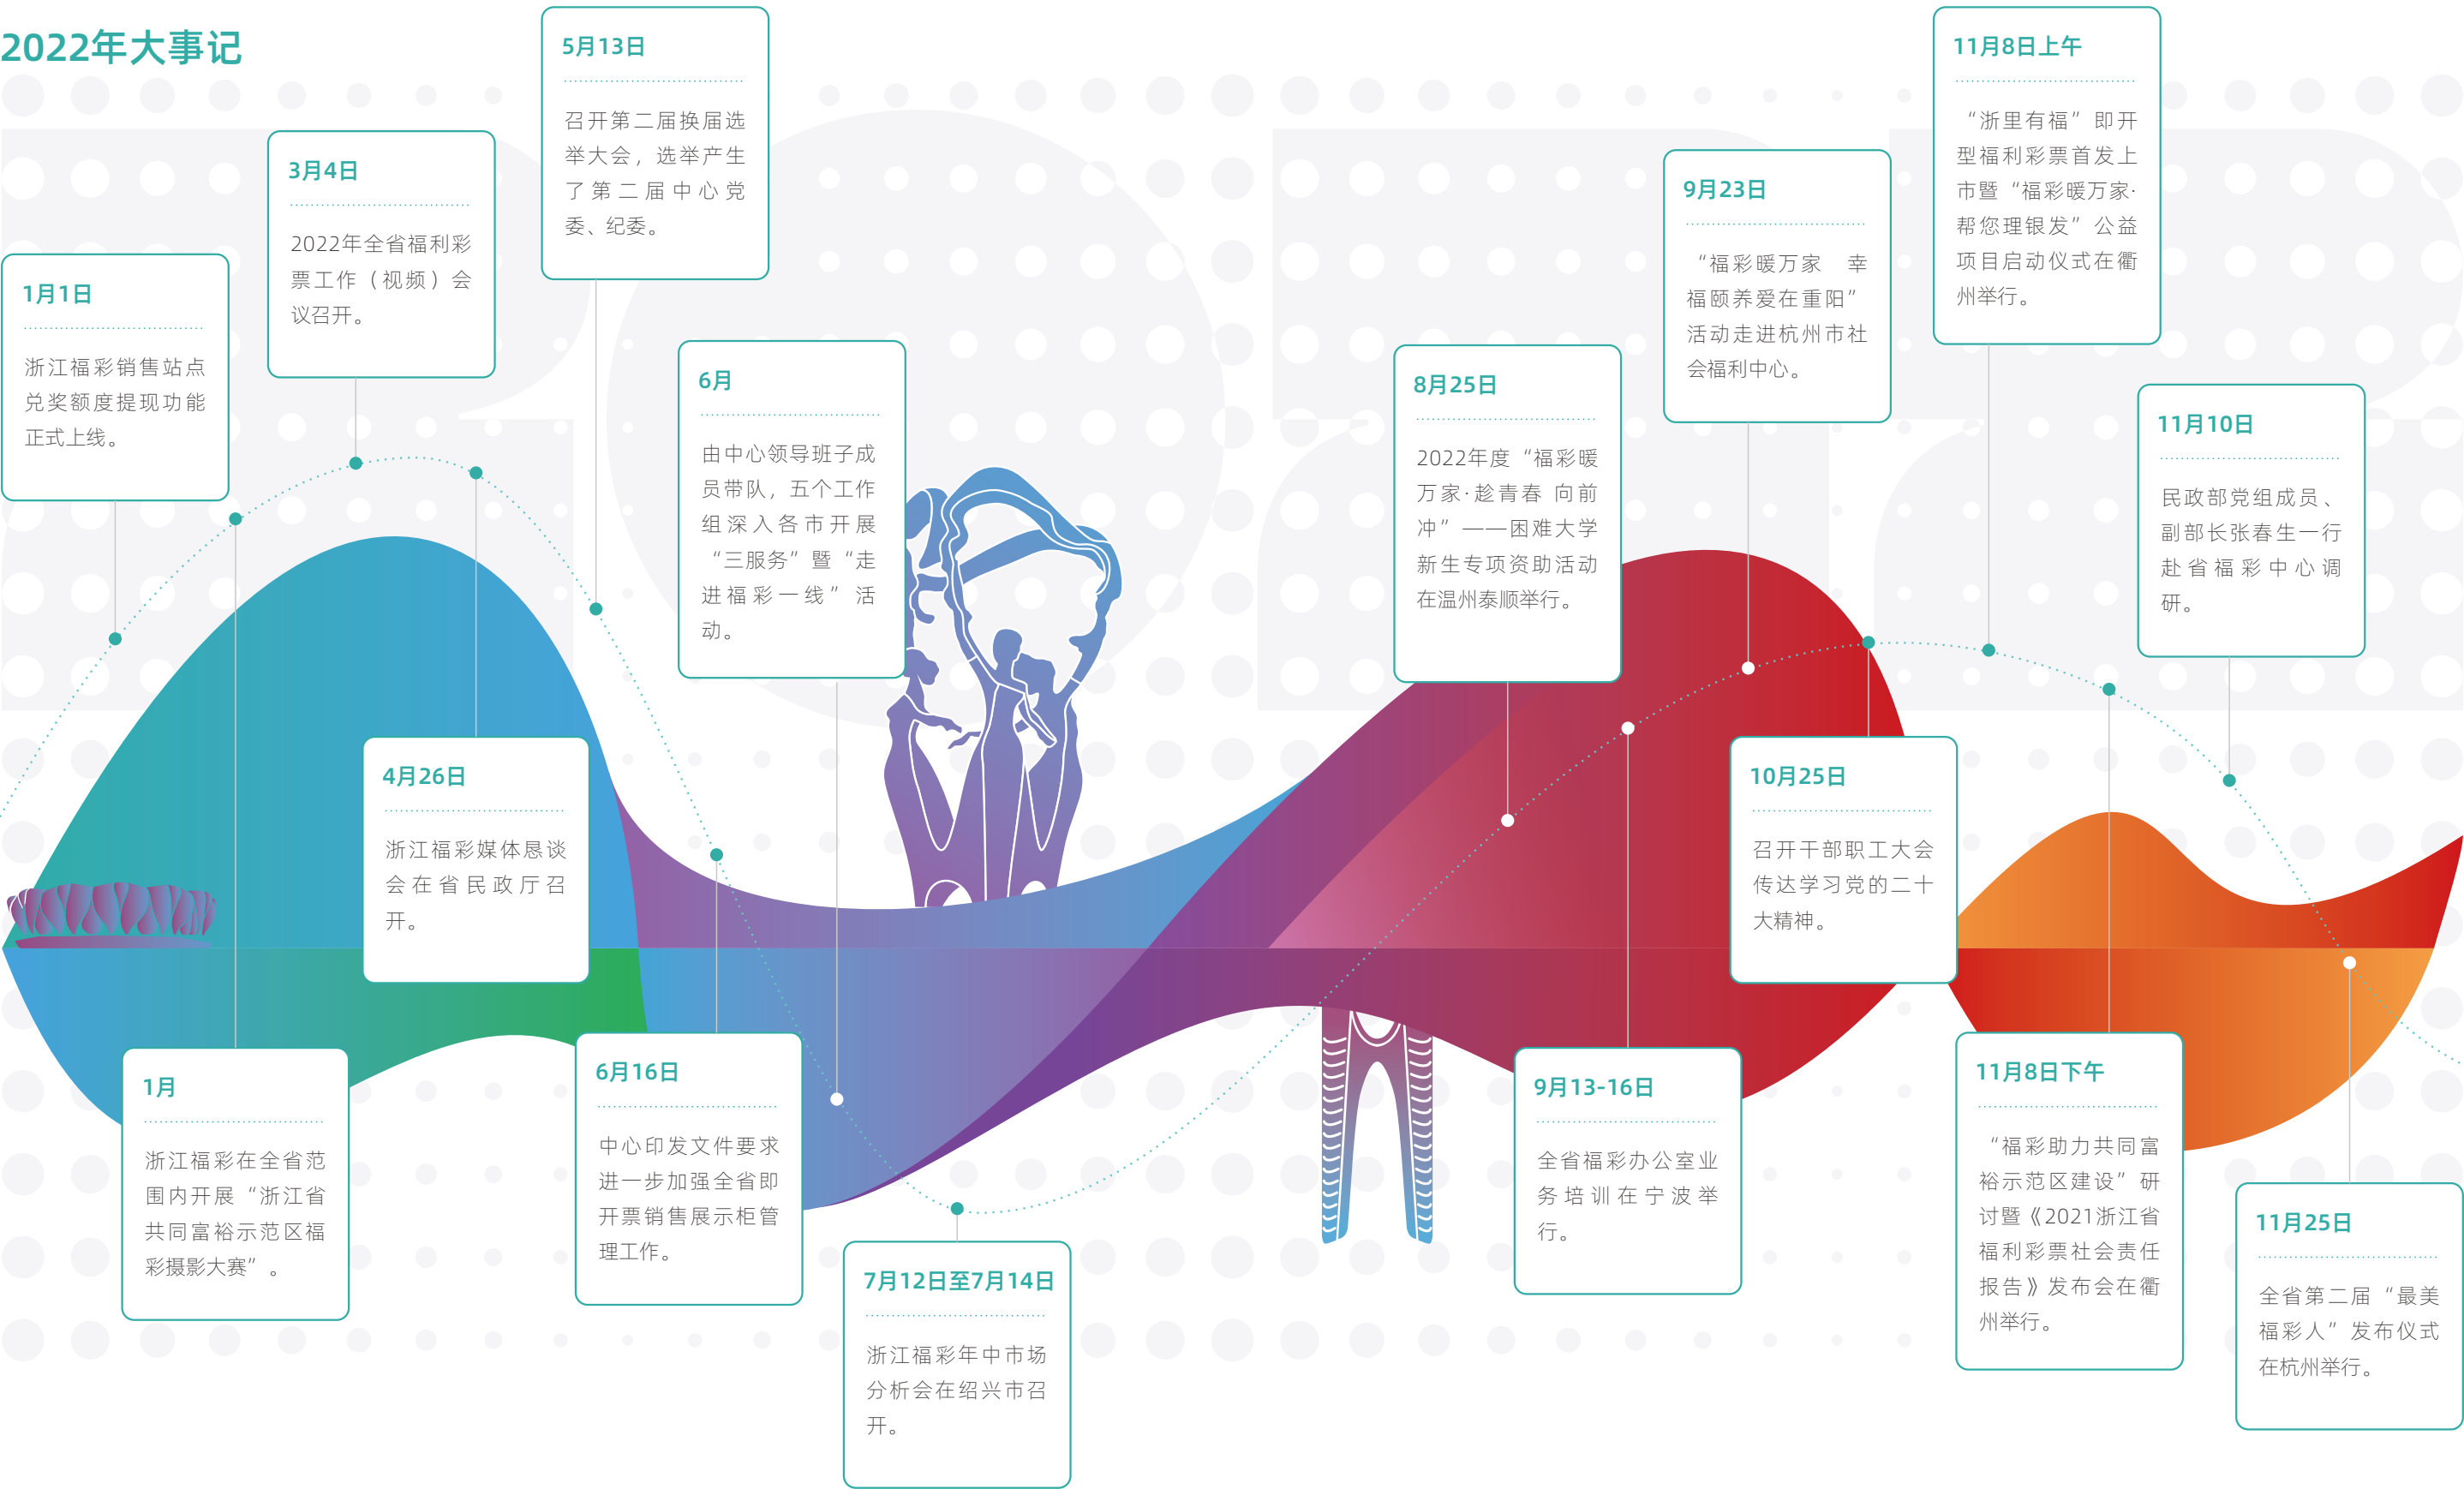 2022年大事记
1月1日
浙江福彩销售站点
兑奖额度提现功能
正式上线。
1月
浙江福彩在全省范
围内开展“浙江省
共同富裕示范区福
彩摄影大赛”。
3月4日
2022年全省福利彩
票工作（视频）会
议召开。
4月26日
浙江福彩媒体恳谈
会在省民政厅召
开。
5月13日
召开第二届换届选
举大会，选举产生
了第二届中心党
委、纪委。
6月16日
中心印发文件要求
进一步加强全省即
开票销售展示柜管
理工作。
6月
由中心领导班子成
员带队，五个工作
组深入各市开展
“三服务”暨“走
进福彩一线”活
动。
7月12日至7月14日
浙江福彩年中市场
分析会在绍兴市召
开。
8月25日
2022年度“福彩暖
万家·趁青春 向前
冲”——困难大学
新生专项资助活动
在温州泰顺举行。
9月13-16日
全省福彩办公室业
务培训在宁波举
行。
9月23日
“福彩暖万家　幸
福颐养爱在重阳”
活动走进杭州市社
会福利中心。
10月25日
召开干部职工大会
传达学习党的二十
大精神。
11月8日上午
“浙里有福”即开
型福利彩票首发上
市暨“福彩暖万家·
帮您理银发”公益
项目启动仪式在衢
州举行。
11月8日下午
“福彩助力共同富
裕示范区建设”研
讨暨《2021浙江省
福利彩票社会责任
报告》发布会在衢
州举行。
11月10日
民政部党组成员、
副部长张春生一行
赴省福彩中心调
研。
11月25日
全省第二届“最美
福彩人”发布仪式
在杭州举行。